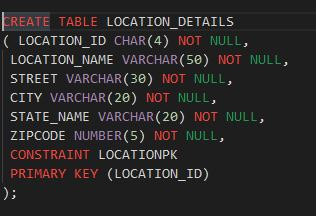 CREATE TABLE LOCATION_DETAILS
( LOCATION_ID CHAR(4) NOT NULL,
LOCATION_NAME VARCHAR(50) NOT NULL,
STREET VARCHAR(30) NOT NULL,
CITY VARCHAR(20) NOT NULL,
STATE_NAME VARCHAR(20) NOT NULL,
ZIPCODE NUMBER(5) NOT NULL,
CONSTRAINT LOCATIONPK
PRIMARY KEY (LOCATION_ID)
);